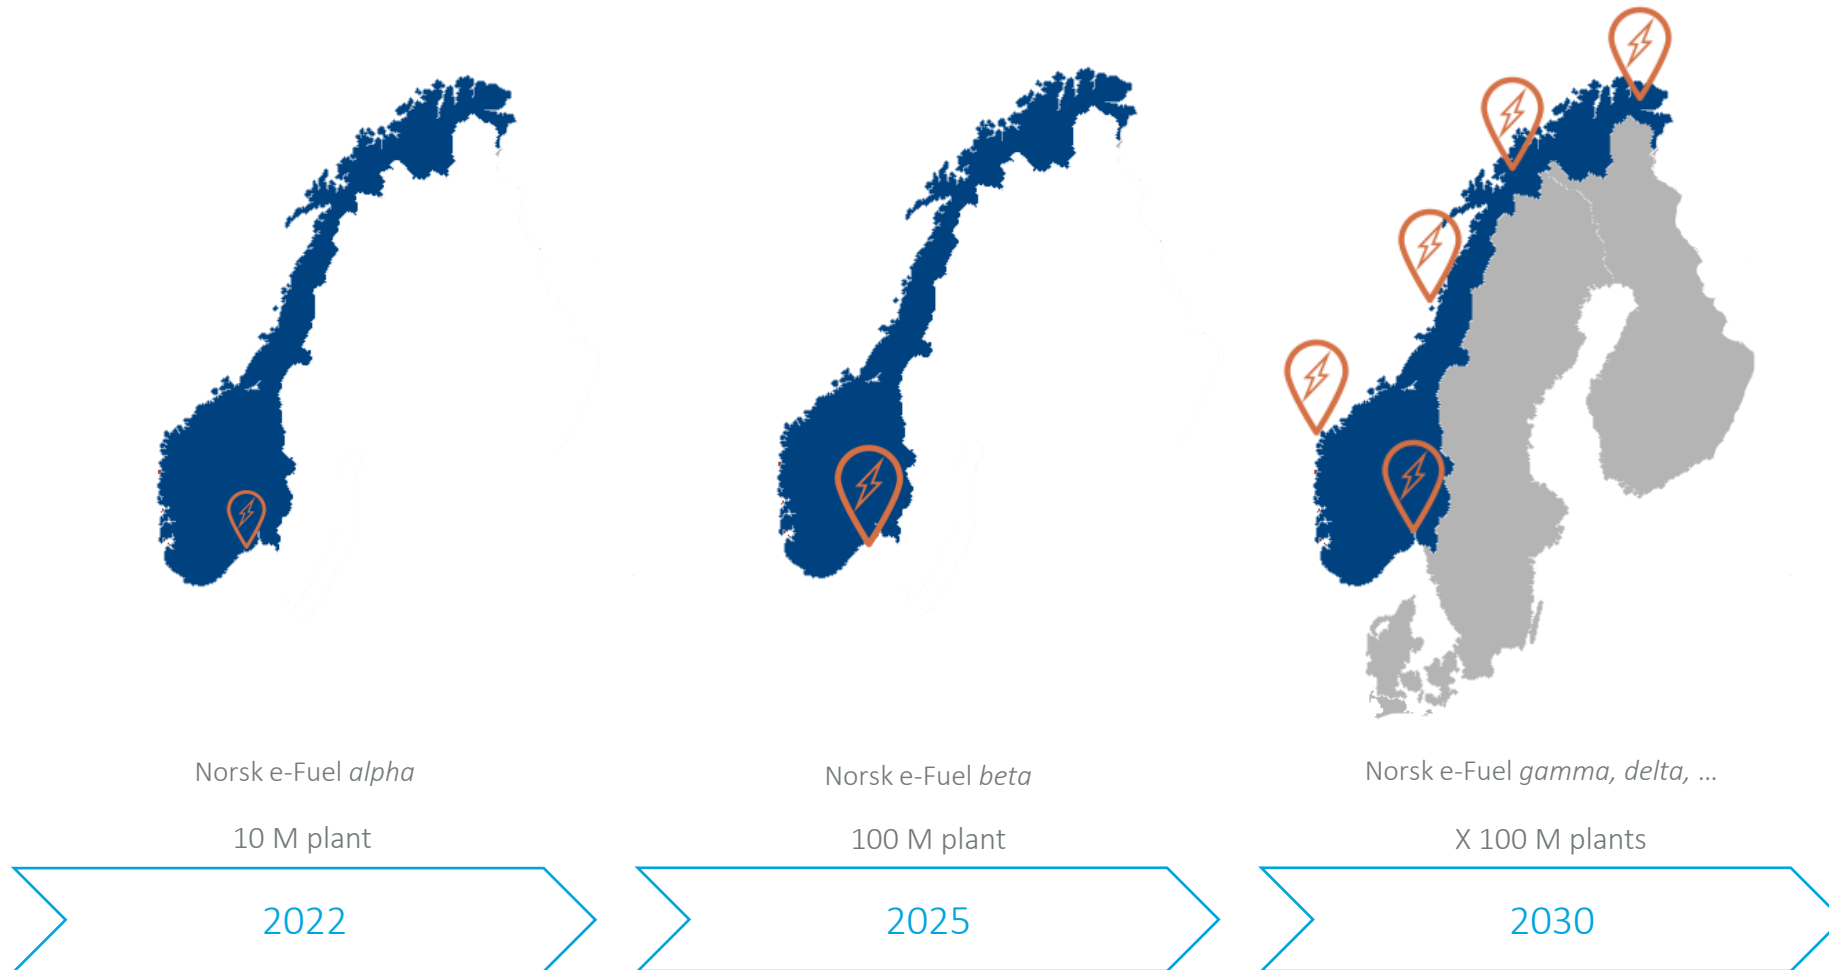 Norsk e-Fuel alpha
10 M plant
2022
Norsk e-Fuel beta
100 M plant
2025
Norsk e-Fuel gamma, delta, ...
X 100 M plants
2030